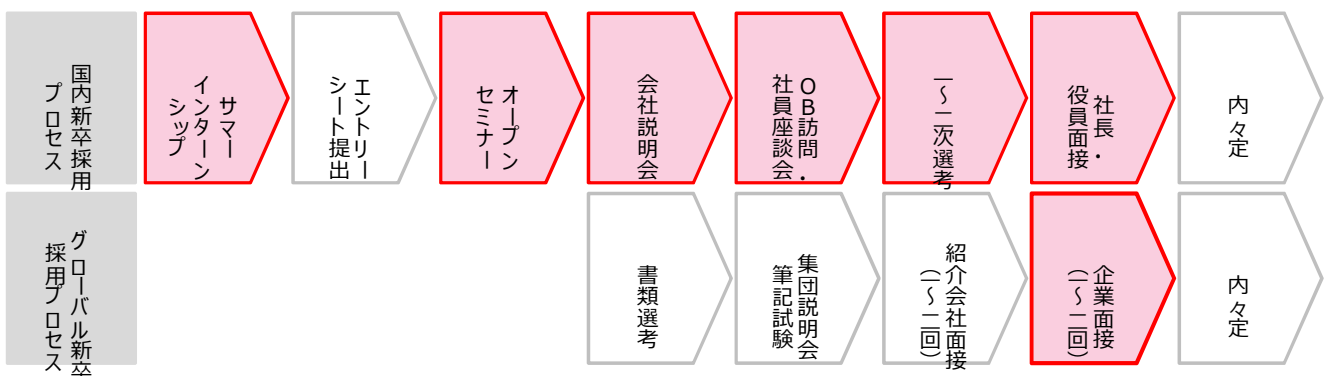 国内新卒採用
プロセス
サマー
インターン
シップ
エントリー
シート提出
オープン
セミナー
会社説明会
OB訪問・
社員座談会
一～二次選考
社長・
役員面接
内々定
グローバル新卒
採用プロセス
書類選考
集団説明会
筆記試験
紹介会社面接
（一～二回）
企業面接
（一～二回）
内々定